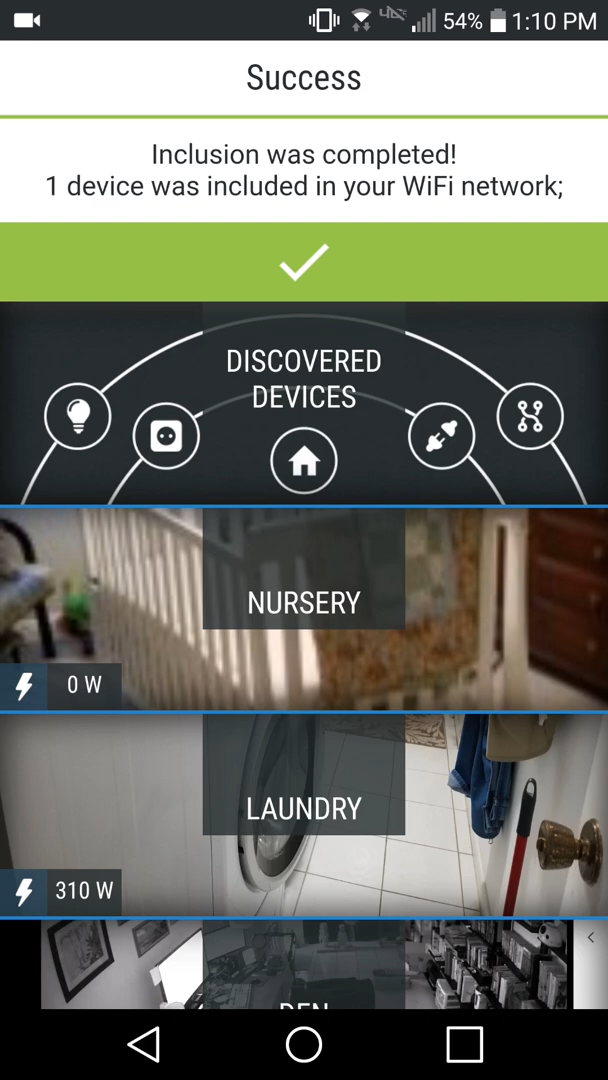 54% 1:10 PM
Success
Inclusion was completed!
1 device was included in your WiFi network;
DISCOVERED
DEVICES
NURSERY
0 W
LAUNDRY
310 W
DEN